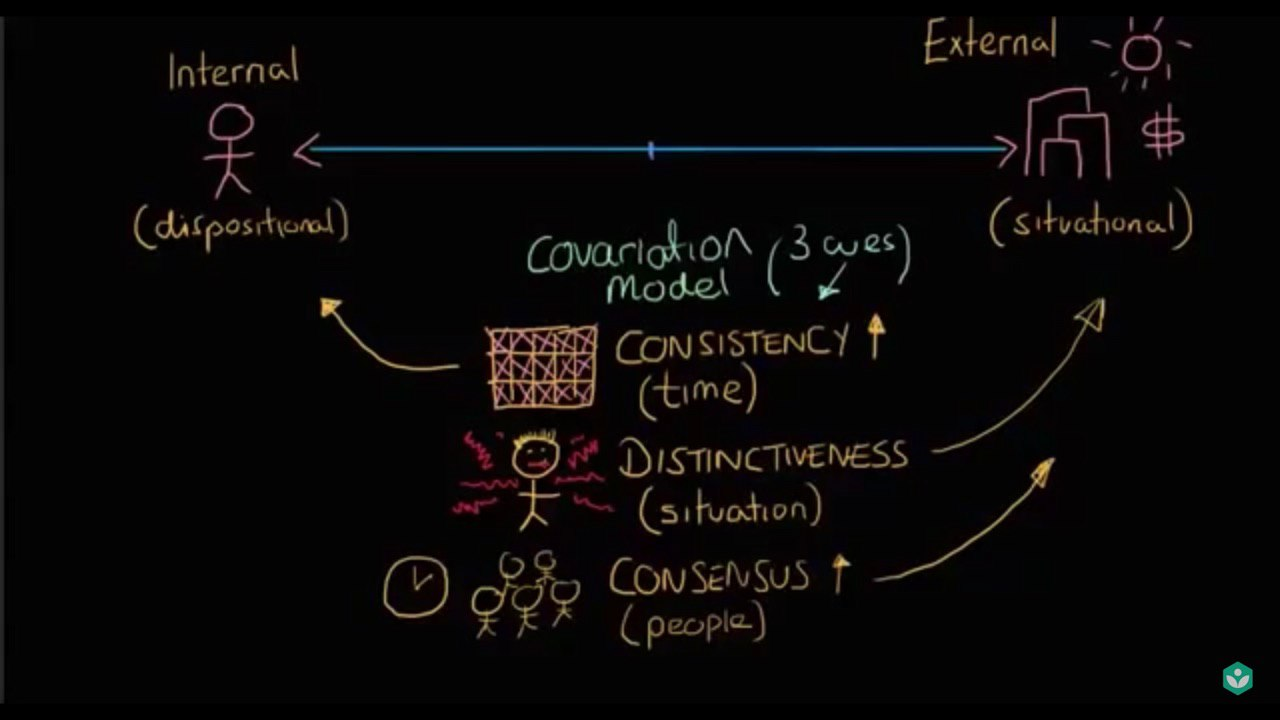 External
Internal
$
(dispositional)
(situational)
Covariation (3 cues)
Model
CONSISTENCY
(time)
DISTINCTIVENESS
(situation)
CONSENSUS
(people)